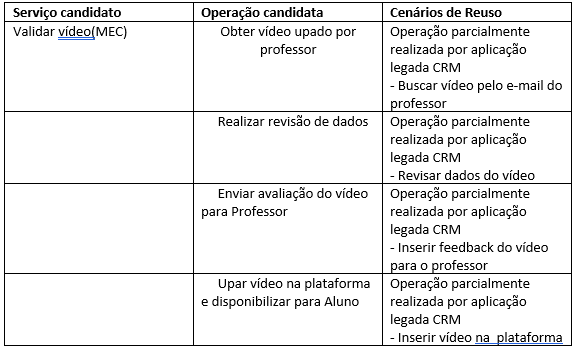 Serviço candidato
Operação candidata
Cenários de Reuso
Validar vídeo(MEC)
Obter vídeo upado por
professor
Operação parcialmente
realizada por aplicação
legada CRM
- Buscar vídeo pelo e-mail do
professor
Realizar revisão de dados
Operação parcialmente
realizada por aplicação
legada CRM
- Revisar dados do vídeo
Enviar avaliação do vídeo
para Professor
Operação parcialmente
realizada por aplicação
legada CRM
- Inserir feedback do vídeo
para o professor
Upar vídeo na plataforma
e disponibilizar para Aluno
Operação parcialmente
realizada por aplicação
legada CRM
- Inserir vídeo na plataforma